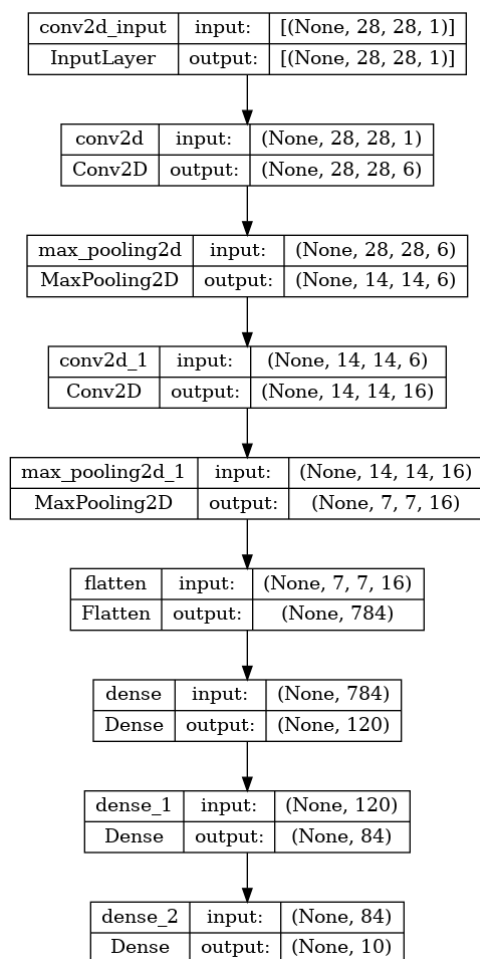 conv2d_input input: [(None, 28, 28, 1)]
InputLayer output: [(None, 28, 28, 1)]
conv2d input: (None, 28, 28, 1)
Conv2D output: (None, 28, 28, 6)
max_pooling2d input: (None, 28, 28, 6)
MaxPooling2D output: (None, 14, 14, 6)
conv2d_1 input: (None, 14, 14, 6)
Conv2D output: (None, 14, 14, 16)
max_pooling2d_1 input: (None, 14, 14, 16)
MaxPooling2D output: (None, 7, 7, 16)
flatten input: (None, 7, 7, 16)
Flatten output: (None, 784)
dense input: (None, 784)
Dense output: (None, 120)
dense_1 input: (None, 120)
Dense output: (None, 84)
dense_2 input: (None, 84)
Dense output: (None, 10)